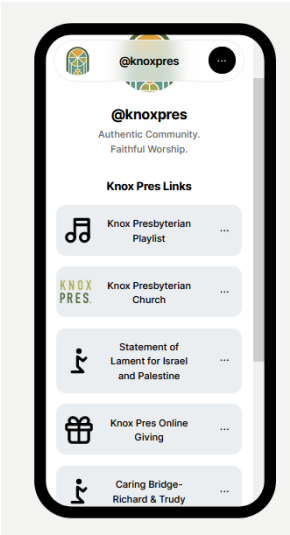 @knoxpres
...
@knoxpres
Authentic Community.
Faithful Worship.
Knox Pres Links
Knox Presbyterian
Playlist
...
KNOX
PRES.
Knox Presbyterian
Church
...
Statement of
Lament for Israel
and Palestine
...
Knox Pres Online
Giving
...
Caring Bridge-
Richard & Trudy
...